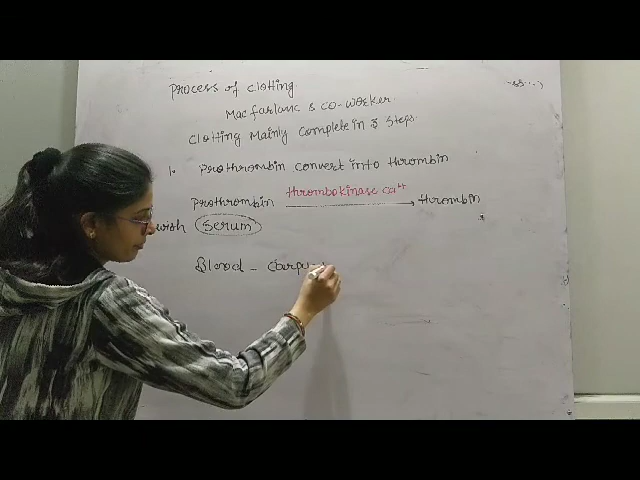 Process of clotting
Macfarlane & co-worker.
Clotting Mainly Complete in 3 Steps.
1. Prothrombin convert into thrombin
Thrombokinase Ca++
Prothrombin → thrombin
wish Serum
Blood - Corpu